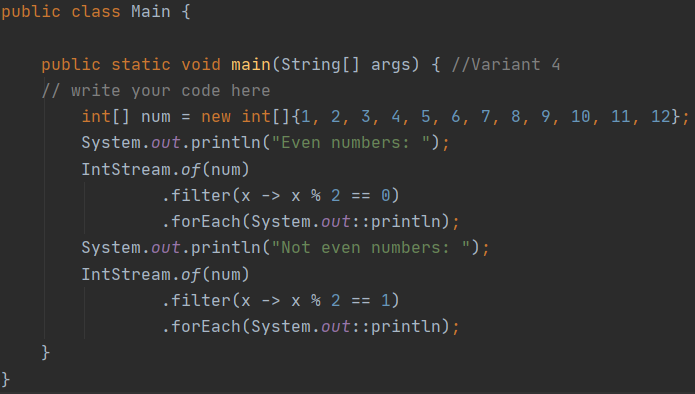 public class Main {
public static void main(String[] args) { //Variant 4
// write your code here
int[] num = new int[]{1, 2, 3, 4, 5, 6, 7, 8, 9, 10, 11, 12};
System.out.println("Even numbers: ");
IntStream.of(num)
.filter(x -> x % 2 == 0)
.forEach(System.out::println);
System.out.println("Not even numbers: ");
IntStream.of(num)
.filter(x -> x % 2 == 1)
.forEach(System.out::println);
}
}